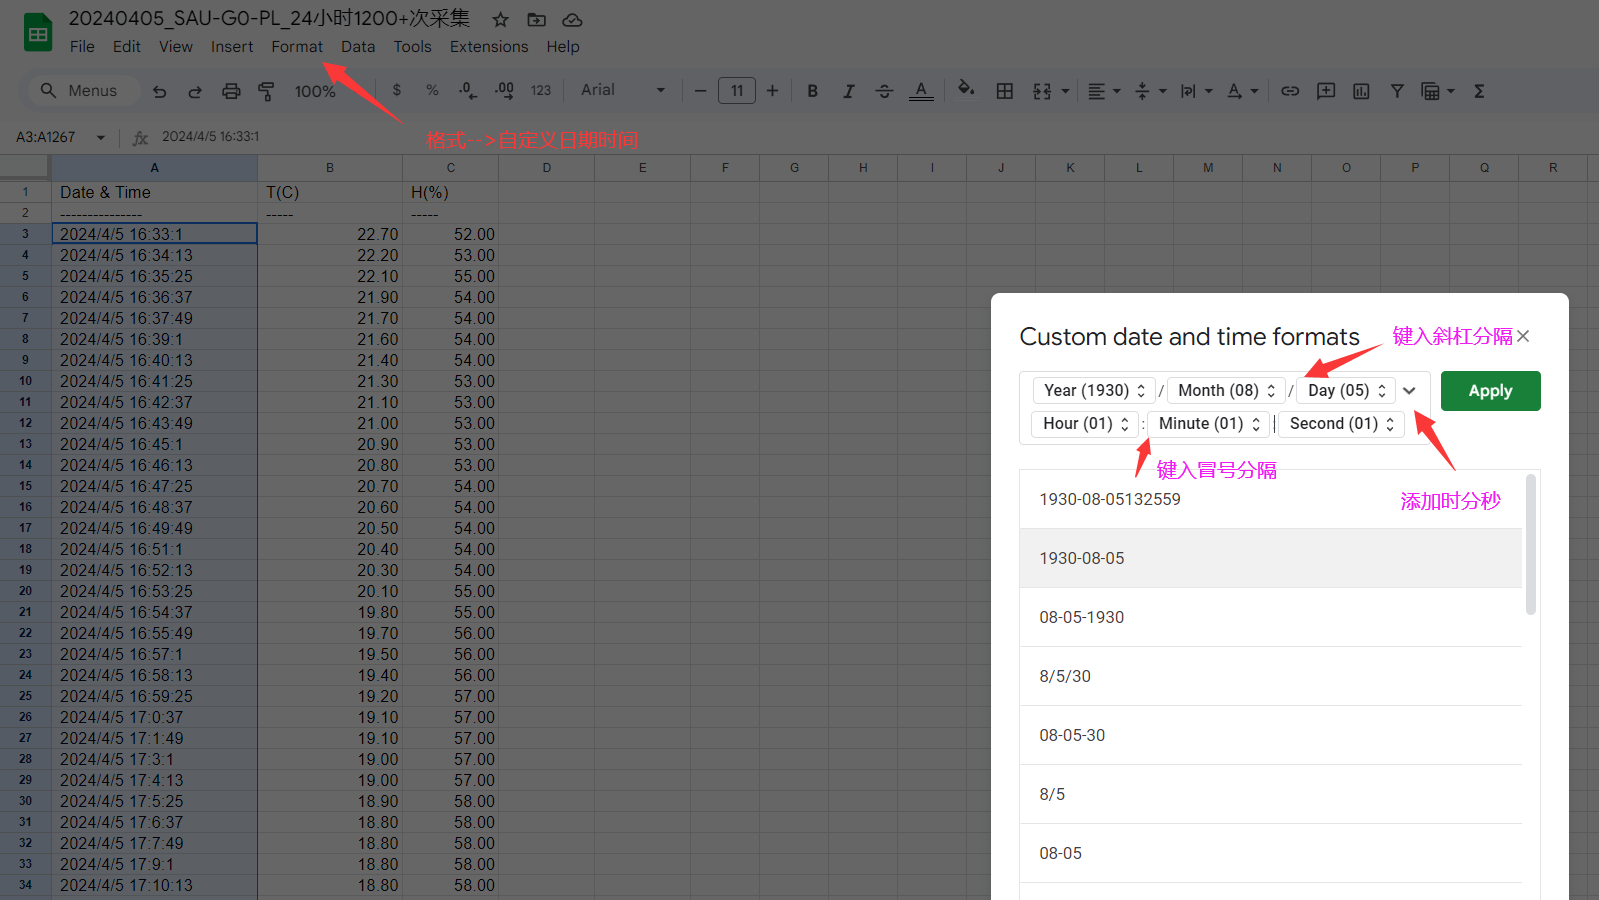 20240405_SAU-G0-PL_24小时1200+次采集
File Edit View Insert Format Data Tools Extensions Help
Menus 100% $ % .0 .00 123 Arial 11 B I S A A Σ
格式-->自定义日期时间
A3:A1267 fx 2024/4/5 16:33:1
A B C D E F G H I J K L M N O P Q R
1 Date & Time T(C) H(%)
2 --------------- ----- -----
3 2024/4/5 16:33:1 22.70 52.00
4 2024/4/5 16:34:13 22.20 53.00
5 2024/4/5 16:35:25 22.10 55.00
6 2024/4/5 16:36:37 21.90 54.00
7 2024/4/5 16:37:49 21.70 54.00
8 2024/4/5 16:39:1 21.60 54.00
9 2024/4/5 16:40:13 21.40 54.00
10 2024/4/5 16:41:25 21.30 53.00
11 2024/4/5 16:42:37 21.10 53.00
12 2024/4/5 16:43:49 21.00 53.00
13 2024/4/5 16:45:1 20.90 53.00
14 2024/4/5 16:46:13 20.80 53.00
15 2024/4/5 16:47:25 20.70 54.00
16 2024/4/5 16:48:37 20.60 54.00
17 2024/4/5 16:49:49 20.50 54.00
18 2024/4/5 16:51:1 20.40 54.00
19 2024/4/5 16:52:13 20.30 54.00
20 2024/4/5 16:53:25 20.10 55.00
21 2024/4/5 16:54:37 19.80 55.00
22 2024/4/5 16:55:49 19.70 56.00
23 2024/4/5 16:57:1 19.50 56.00
24 2024/4/5 16:58:13 19.40 56.00
25 2024/4/5 16:59:25 19.20 57.00
26 2024/4/5 17:0:37 19.10 57.00
27 2024/4/5 17:1:49 19.10 57.00
28 2024/4/5 17:3:1 19.00 57.00
29 2024/4/5 17:4:13 19.00 57.00
30 2024/4/5 17:5:25 18.90 58.00
31 2024/4/5 17:6:37 18.80 58.00
32 2024/4/5 17:7:49 18.80 58.00
33 2024/4/5 17:9:1 18.80 58.00
34 2024/4/5 17:10:13 18.80 58.00
Custom date and time formats
键入斜杠分隔
Year (1930) / Month (08) / Day (05)
Apply
Hour (01) : Minute (01) : Second (01)
键入冒号分隔
添加时分秒
1930-08-05132559
1930-08-05
08-05-1930
8/5/30
08-05-30
8/5
08-05